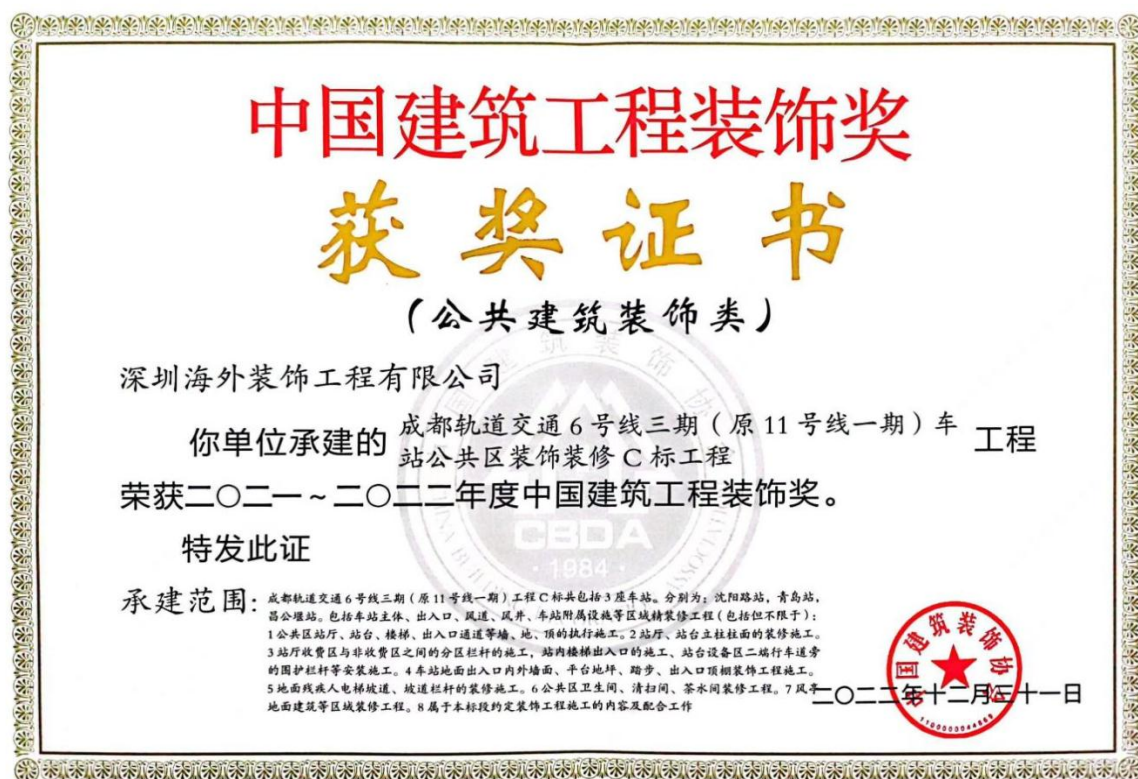 中国建筑工程装饰奖
获奖证书
(公共建筑装饰类)
深圳海外装饰工程有限公司
你单位承建的 成都轨道交通6号线三期(原11号线一期)车
站公共区装饰装修C标工程 工程
荣获二〇二一~二〇二二年度中国建筑工程装饰奖。
特发此证
承建范围:成都轨道交通6号线三期(原11号线一期)工程C标共包括3座车站。分别为:沈阳路站,青岛站,
昌公堰站。包括车站主体、出入口、风道、风井、车站附属设施等区域精装修工程(包括但不限于):
1公共区站厅、站台、楼梯、出入口通道等墙、地、顶的执行施工。2站厅、站台立柱柱面的装修施工。
3站厅收费区与非收费区之间的分区栏杆的施工,站内楼梯出入口的施工、站台设备区二端行车道旁
的围护栏杆等安装施工。4车站地面出入口内外墙面、平台地坪、踏步、出入口顶棚装饰工程施工。
5地面残疾人电梯坡道、坡道栏杆的装修施工。6公共区卫生间、清扫间、茶水间装修工程。7风亭
地面建筑等区域装修工程。8属于本标段约定装饰工程施工的内容及配合工作
二〇二二年十二月三十一日
中国建筑装饰协会
CBDA
·1984·